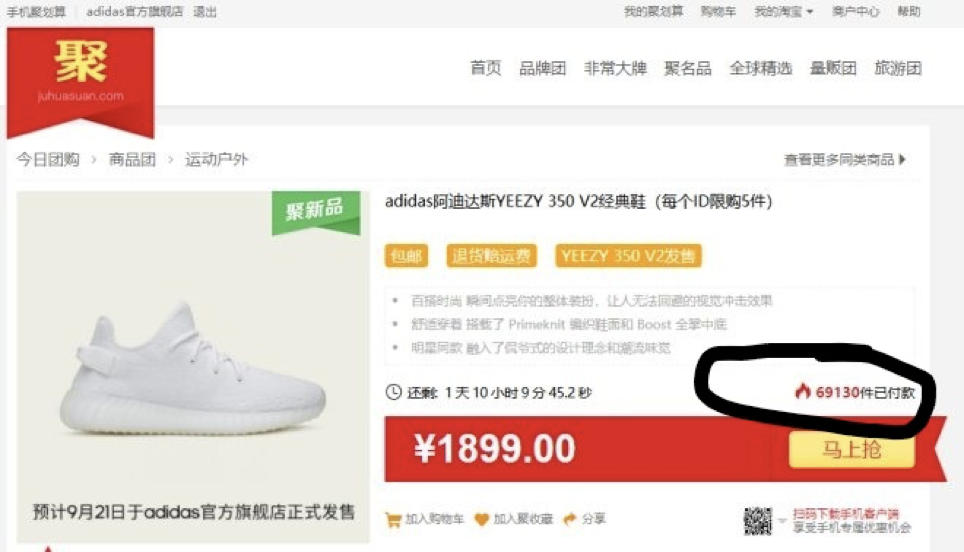 手机聚划算 adidas官方旗舰店 退出 我的聚划算 购物车 我的淘宝 商户中心 帮助
聚
juhuasuan.com
首页 品牌团 非常大牌 聚名品 全球精选 量贩团 旅游团
今日团购 > 商品团 > 运动户外 查看更多同类商品
聚新品
adidas阿迪达斯YEEZY 350 V2经典鞋（每个ID限购5件）
包邮 退货赔运费 YEEZY 350 V2发售
百搭时尚 瞬间点亮你的整体装扮，让人无法回避的视觉冲击效果
舒适穿着 搭载了 Primeknit 编织鞋面和 Boost 全掌中底
明星同款 融入了侃爷式的设计理念和潮流味觉
还剩: 1 天 10 小时 9 分 45.2 秒 69130件已付款
¥1899.00 马上抢
预计9月21日于adidas官方旗舰店正式发售
加入购物车 加入聚收藏 分享
扫码下载手机客户端
享受手机专属优惠机会